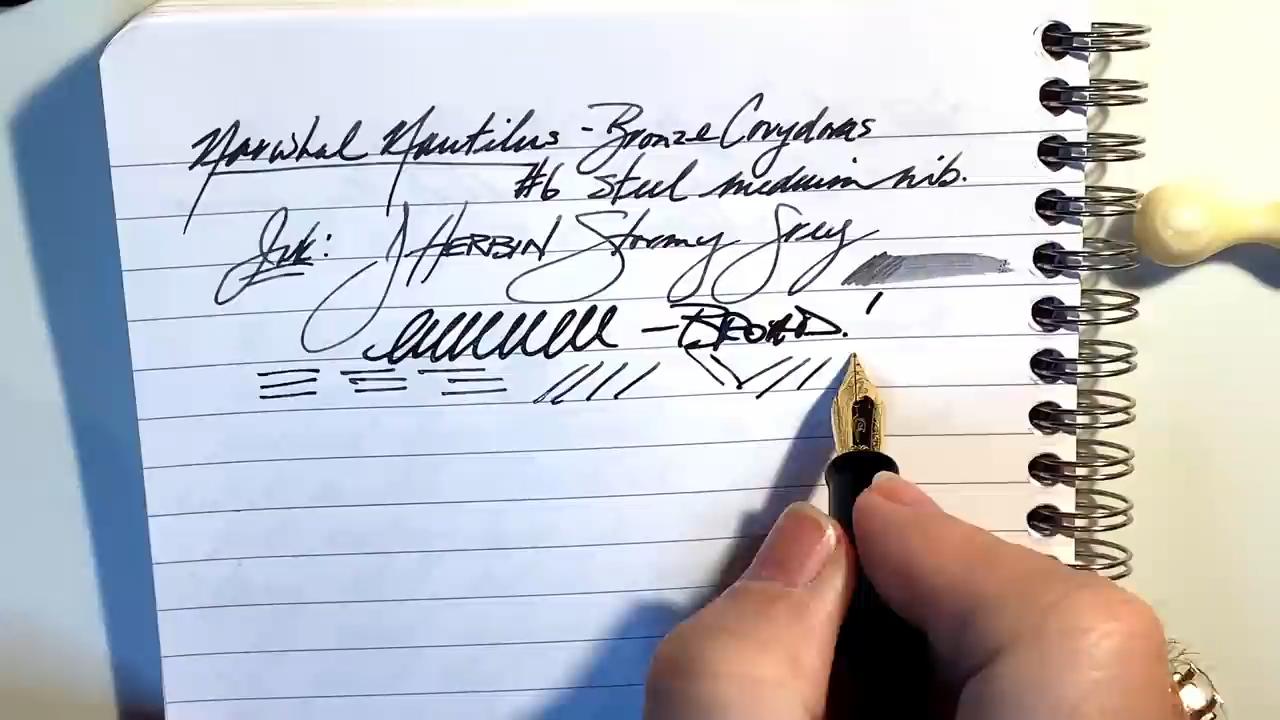 Narwhal Nautilus - Bronze Corydoras
#6 steel medium nib.
Ink: J HERBIN Stormy Grey
- BROAD.